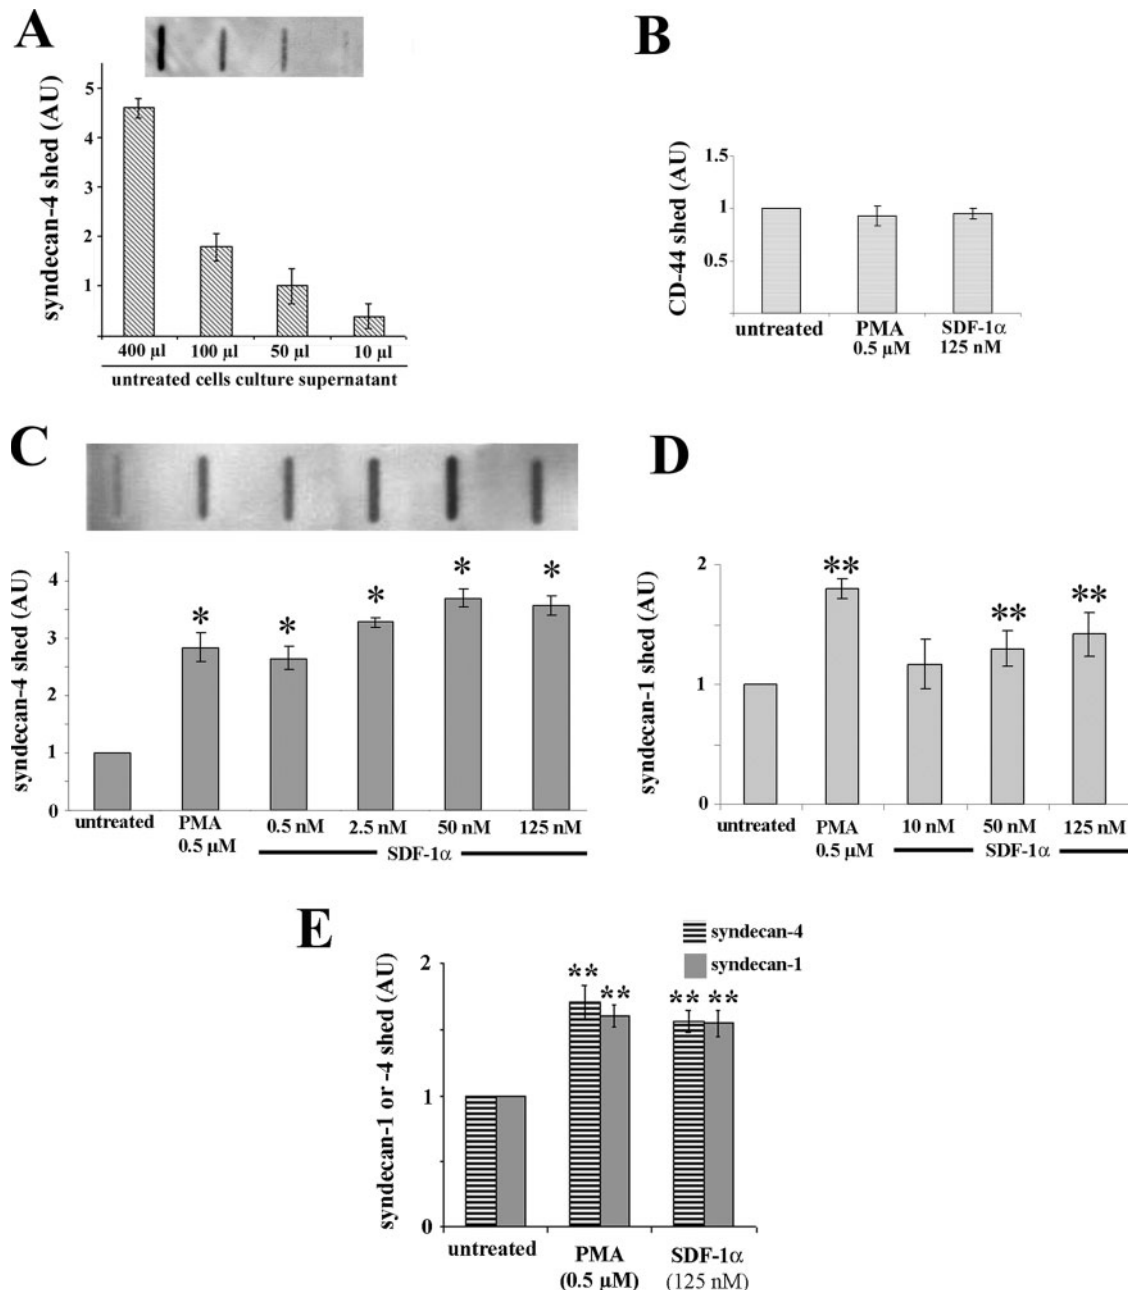 A
syndecan-4 shed (AU)
5
4
3
2
1
400 µl 100 µl 50 µl 10 µl
untreated cells culture supernatant
B
CD-44 shed (AU)
1.5
1
0.5
untreated PMA SDF-1α
0.5 µM 125 nM
C
syndecan-4 shed (AU)
4
3
2
1
0
* * * * *
untreated PMA 0.5 nM 2.5 nM 50 nM 125 nM
0.5 µM SDF-1α
D
syndecan-1 shed (AU)
2
1
0
** ** **
untreated PMA 10 nM 50 nM 125 nM
0.5 µM SDF-1α
E
syndecan-4
syndecan-1
syndecan-1 or -4 shed (AU)
2
1
0
** ** ** **
untreated PMA SDF-1α
(0.5 µM) (125 nM)